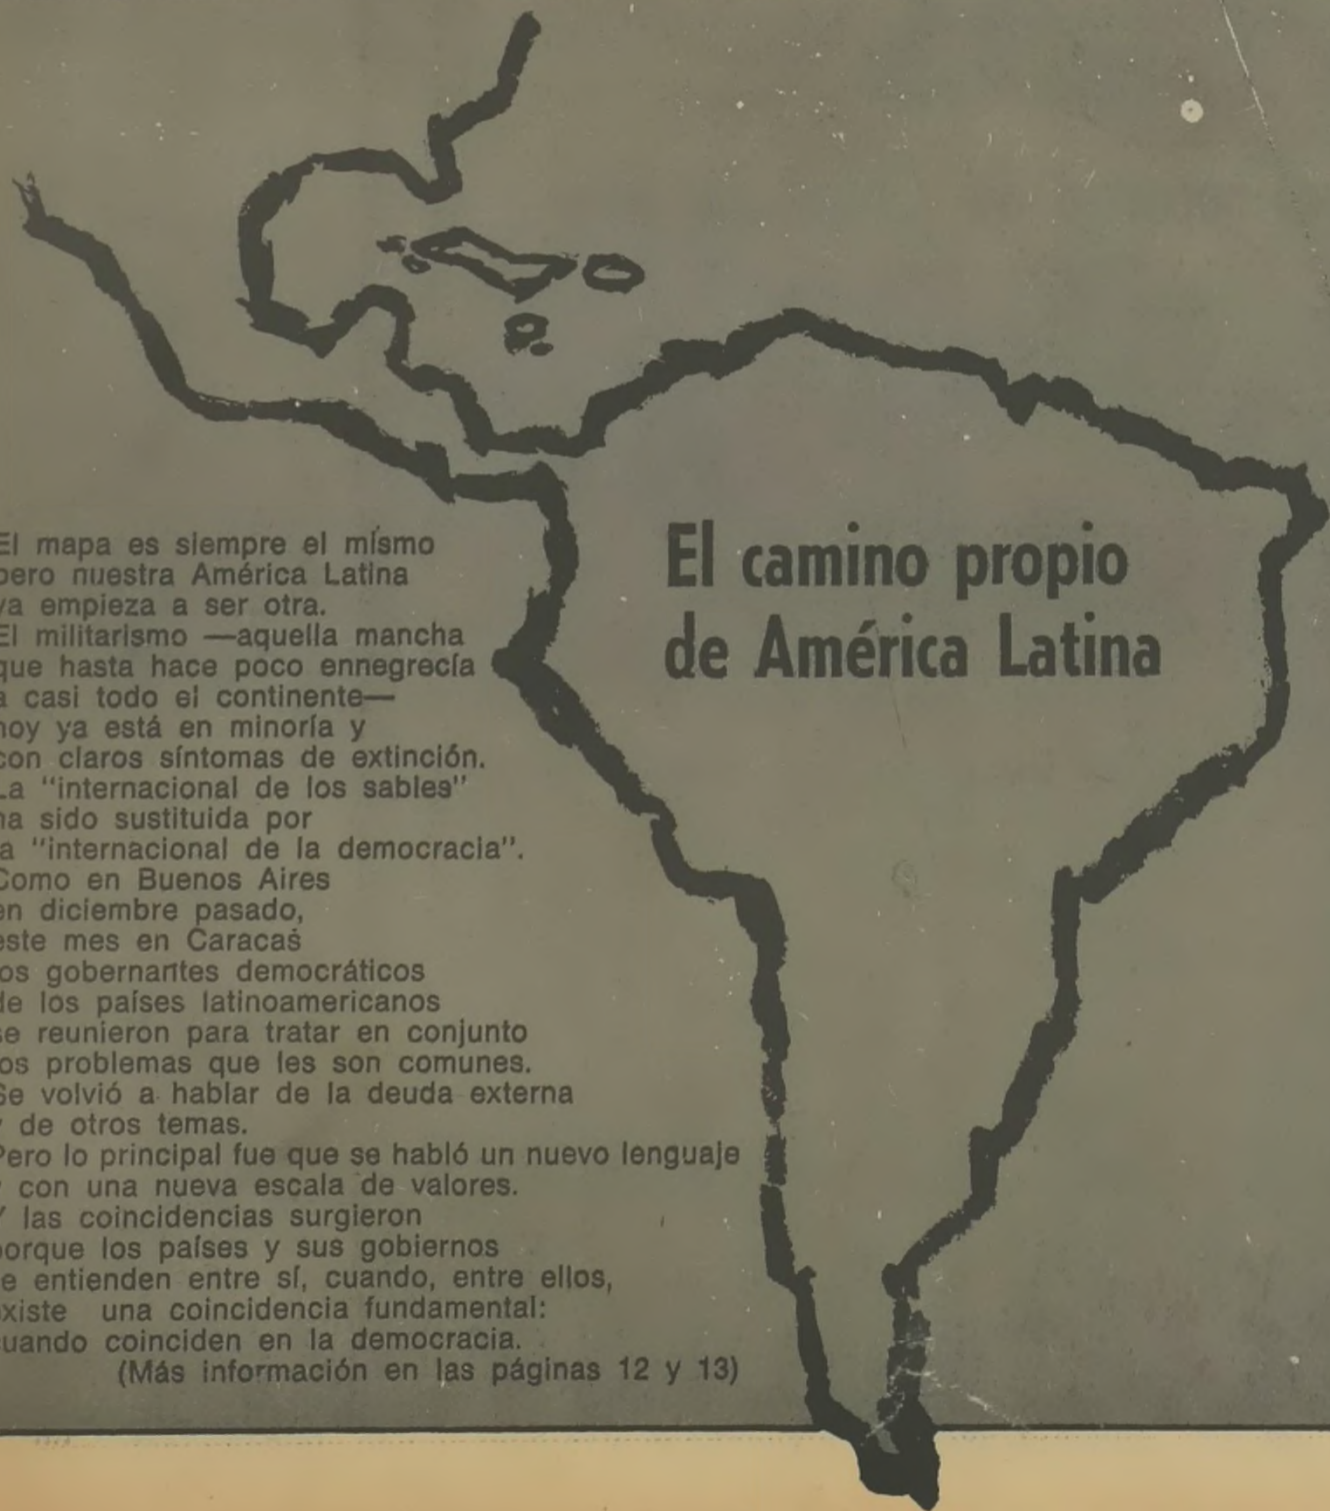 El camino propio
de América Latina
El mapa es siempre el mísmo
pero nuestra América Latina
ya empieza a ser otra.
El militarismo —aquella mancha
que hasta hace poco ennegrecía
a casi todo el continente—
hoy ya está en minoría y
con claros síntomas de extinción.
La "internacional de los sables"
ha sido sustituida por
la "internacional de la democracia".
Como en Buenos Aires
en diciembre pasado,
este mes en Caracas
los gobernantes democráticos
de los países latinoamericanos
se reunieron para tratar en conjunto
los problemas que les son comunes.
Se volvió a hablar de la deuda externa
y de otros temas.
Pero lo principal fue que se habló un nuevo lenguaje
y con una nueva escala de valores.
Y las coincidencias surgieron
porque los países y sus gobiernos
se entienden entre sí, cuando, entre ellos,
existe una coincidencia fundamental:
cuando coinciden en la democracia.
(Más información en las páginas 12 y 13)